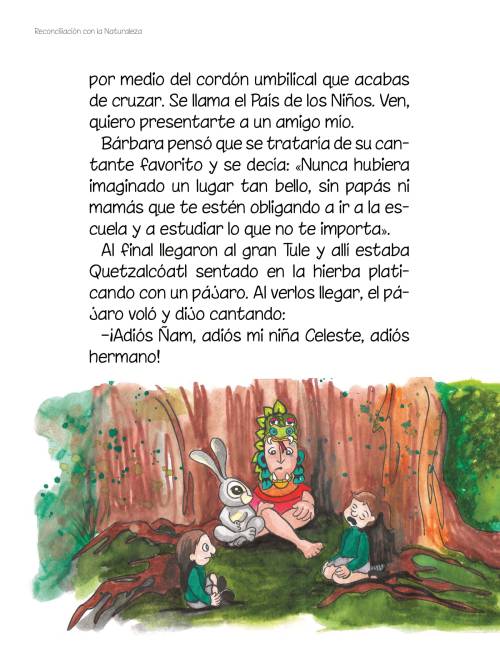 Reconciliación con la Naturaleza
por medio del cordón umbilical que acabas
de cruzar. Se llama el País de los Niños. Ven,
quiero presentarte a un amigo mío.
Bárbara pensó que se trataría de su can-
tante favorito y se decía: «Nunca hubiera
imaginado un lugar tan bello, sin papás ni
mamás que te estén obligando a ir a la es-
cuela y a estudiar lo que no te importa».
Al final llegaron al gran Tule y allí estaba
Quetzalcóatl sentado en la hierba plati-
cando con un pájaro. Al verlos llegar, el pá-
jaro voló y dijo cantando:
–¡Adiós Ñam, adiós mi niña Celeste, adiós
hermano!